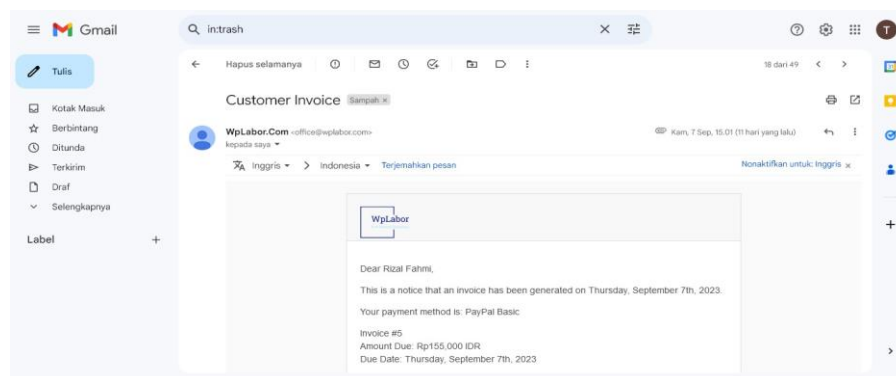 Gmail
in:trash
T
Tulis
Hapus selamanya
18 dari 49
Customer Invoice Sampah ×
Kotak Masuk
Berbintang
Ditunda
Terkirim
Draf
Selengkapnya
Label
WpLabor.Com <office@wplabor.com>
Kam, 7 Sep, 15.01 (11 hari yang lalu)
kepada saya
Inggris > Indonesia Terjemahkan pesan
Nonaktifkan untuk: Inggris ×
WpLabor
Dear Rizal Fahmi,
This is a notice that an invoice has been generated on Thursday, September 7th, 2023.
Your payment method is: PayPal Basic
Invoice #5
Amount Due: Rp155,000 IDR
Due Date: Thursday, September 7th, 2023